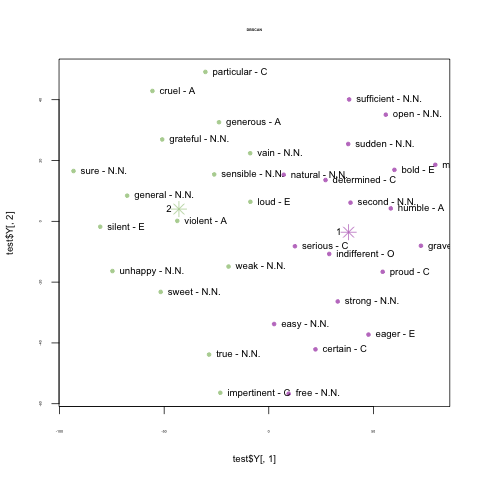 DBSCAN
particular - C
cruel - A
sufficient - N.N.
open - N.N.
generous - A
grateful - N.N.
sudden - N.N.
vain - N.N.
m
bold - E
sure - N.N.
sensible - N.N.
natural - N.N.
determined - C
general - N.N.
loud - E
second - N.N.
2
humble - A
violent - A
silent - E
1
serious - C
grave
indifferent - O
weak - N.N.
unhappy - N.N.
proud - C
sweet - N.N.
strong - N.N.
easy - N.N.
eager - E
certain - C
true - N.N.
impertinent - C
free - N.N.
test$Y[, 2]
test$Y[, 1]